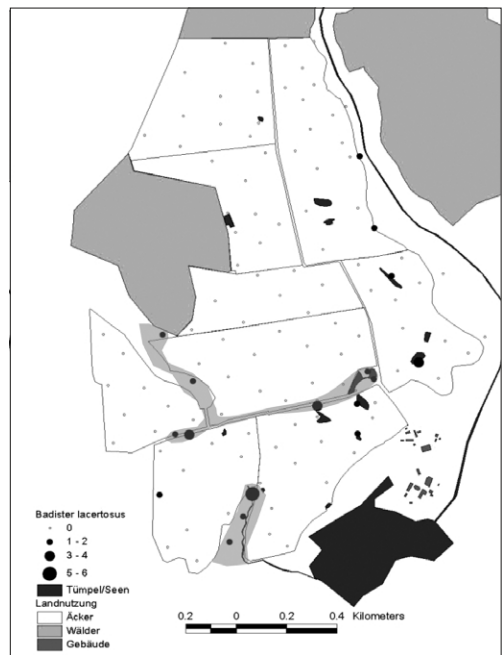 Badister lacertosus
0
1 - 2
3 - 4
5 - 6
Tümpel/Seen
Landnutzung
Äcker
Wälder
Gebäude
0.2 0 0.2 0.4 Kilometers